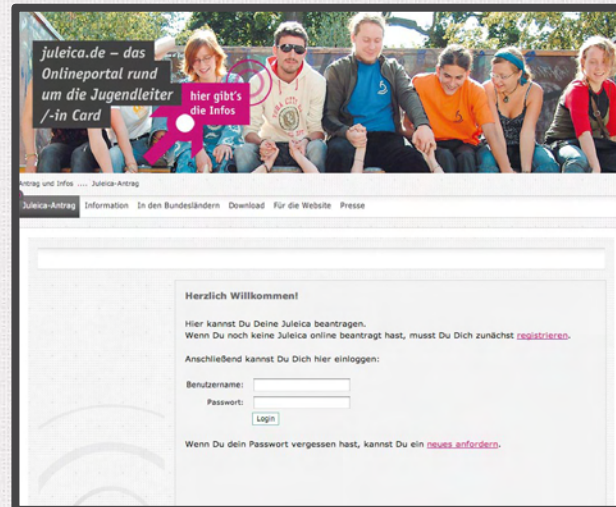 juleica.de – das
Onlineportal rund
um die Jugendleiter
/-in Card
hier gibt's
die Infos
Antrag und Infos .... Juleica-Antrag
Juleica-Antrag Information In den Bundesländern Download Für die Website Presse
Herzlich Willkommen!
Hier kannst Du Deine Juleica beantragen.
Wenn Du noch keine Juleica online beantragt hast, musst Du Dich zunächst registrieren.
Anschließend kannst Du Dich hier einloggen:
Benutzername:
Passwort:
Login
Wenn Du dein Passwort vergessen hast, kannst Du ein neues anfordern.